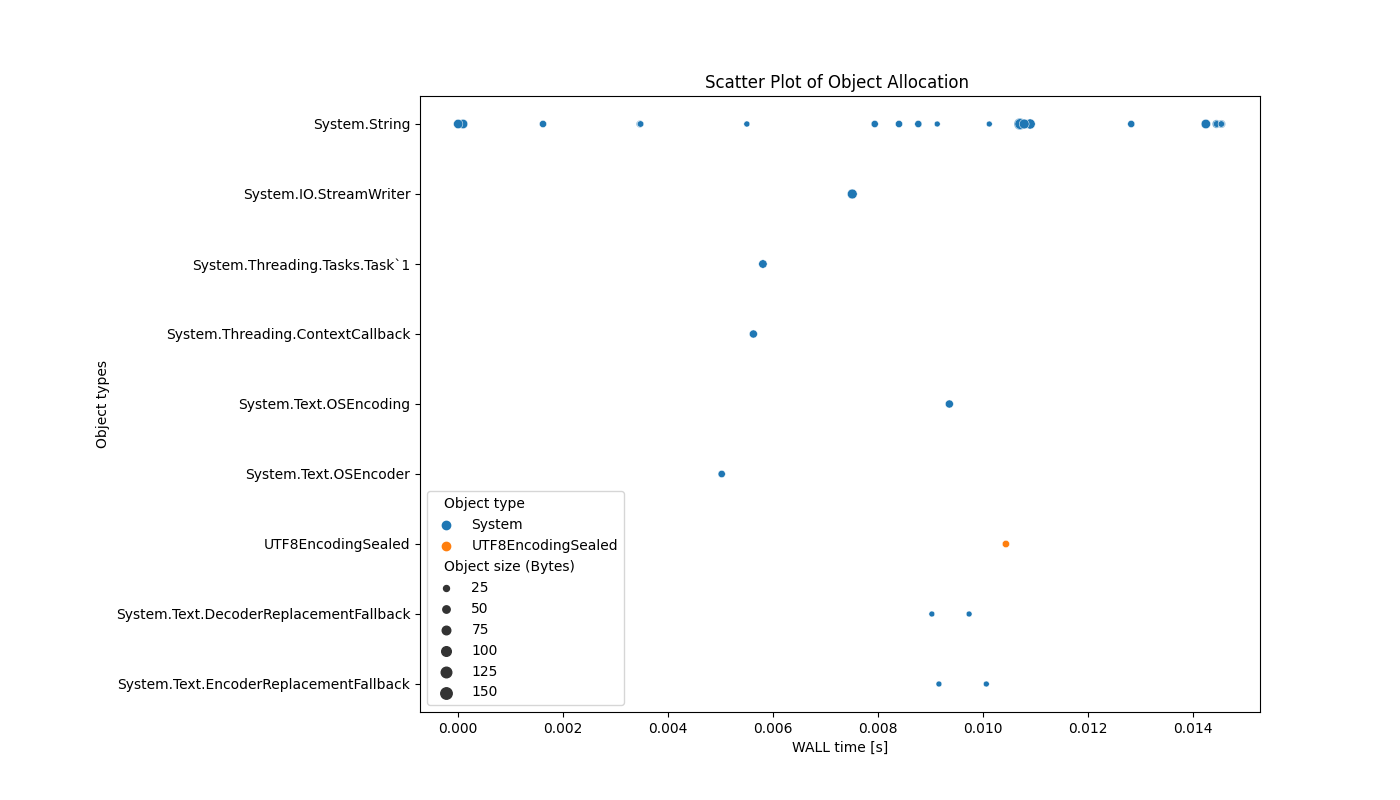 Scatter Plot of Object Allocation
System.String
System.IO.StreamWriter
System.Threading.Tasks.Task`1
System.Threading.ContextCallback
System.Text.OSEncoding
System.Text.OSEncoder
UTF8EncodingSealed
System.Text.DecoderReplacementFallback
System.Text.EncoderReplacementFallback
Object types
Object type
System
UTF8EncodingSealed
Object size (Bytes)
25
50
75
100
125
150
0.000 0.002 0.004 0.006 0.008 0.010 0.012 0.014
WALL time [s]